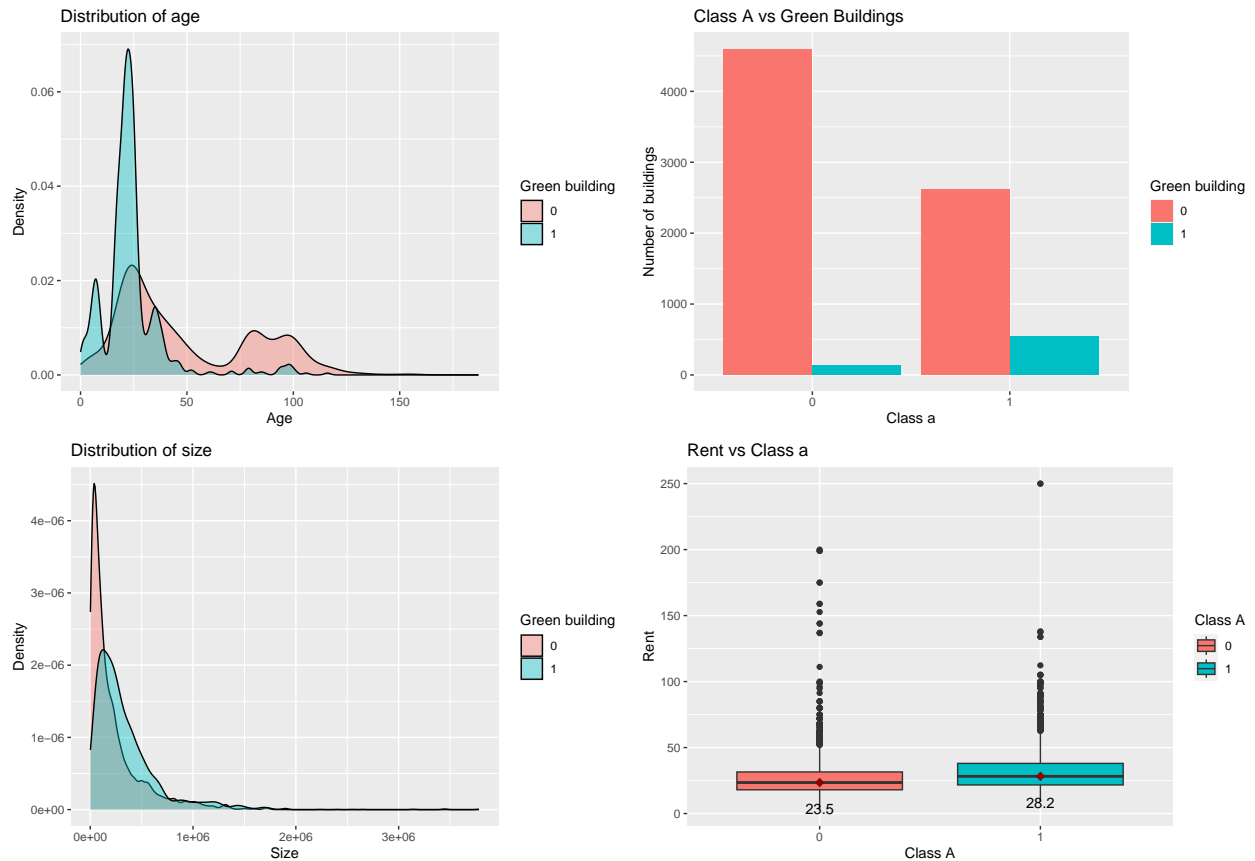 Distribution of age
0.06
0.04
0.02
0.00
Density
0
50
100
150
Age
Green building
0
1
Class A vs Green Buildings
4000
3000
2000
1000
0
Number of buildings
0
1
Class a
Green building
0
1
Distribution of size
4e−06
3e−06
2e−06
1e−06
0e+00
Density
0e+00
1e+06
2e+06
3e+06
Size
Green building
0
1
Rent vs Class a
250
200
150
100
50
0
Rent
23.5
28.2
0
1
Class A
Class A
0
1